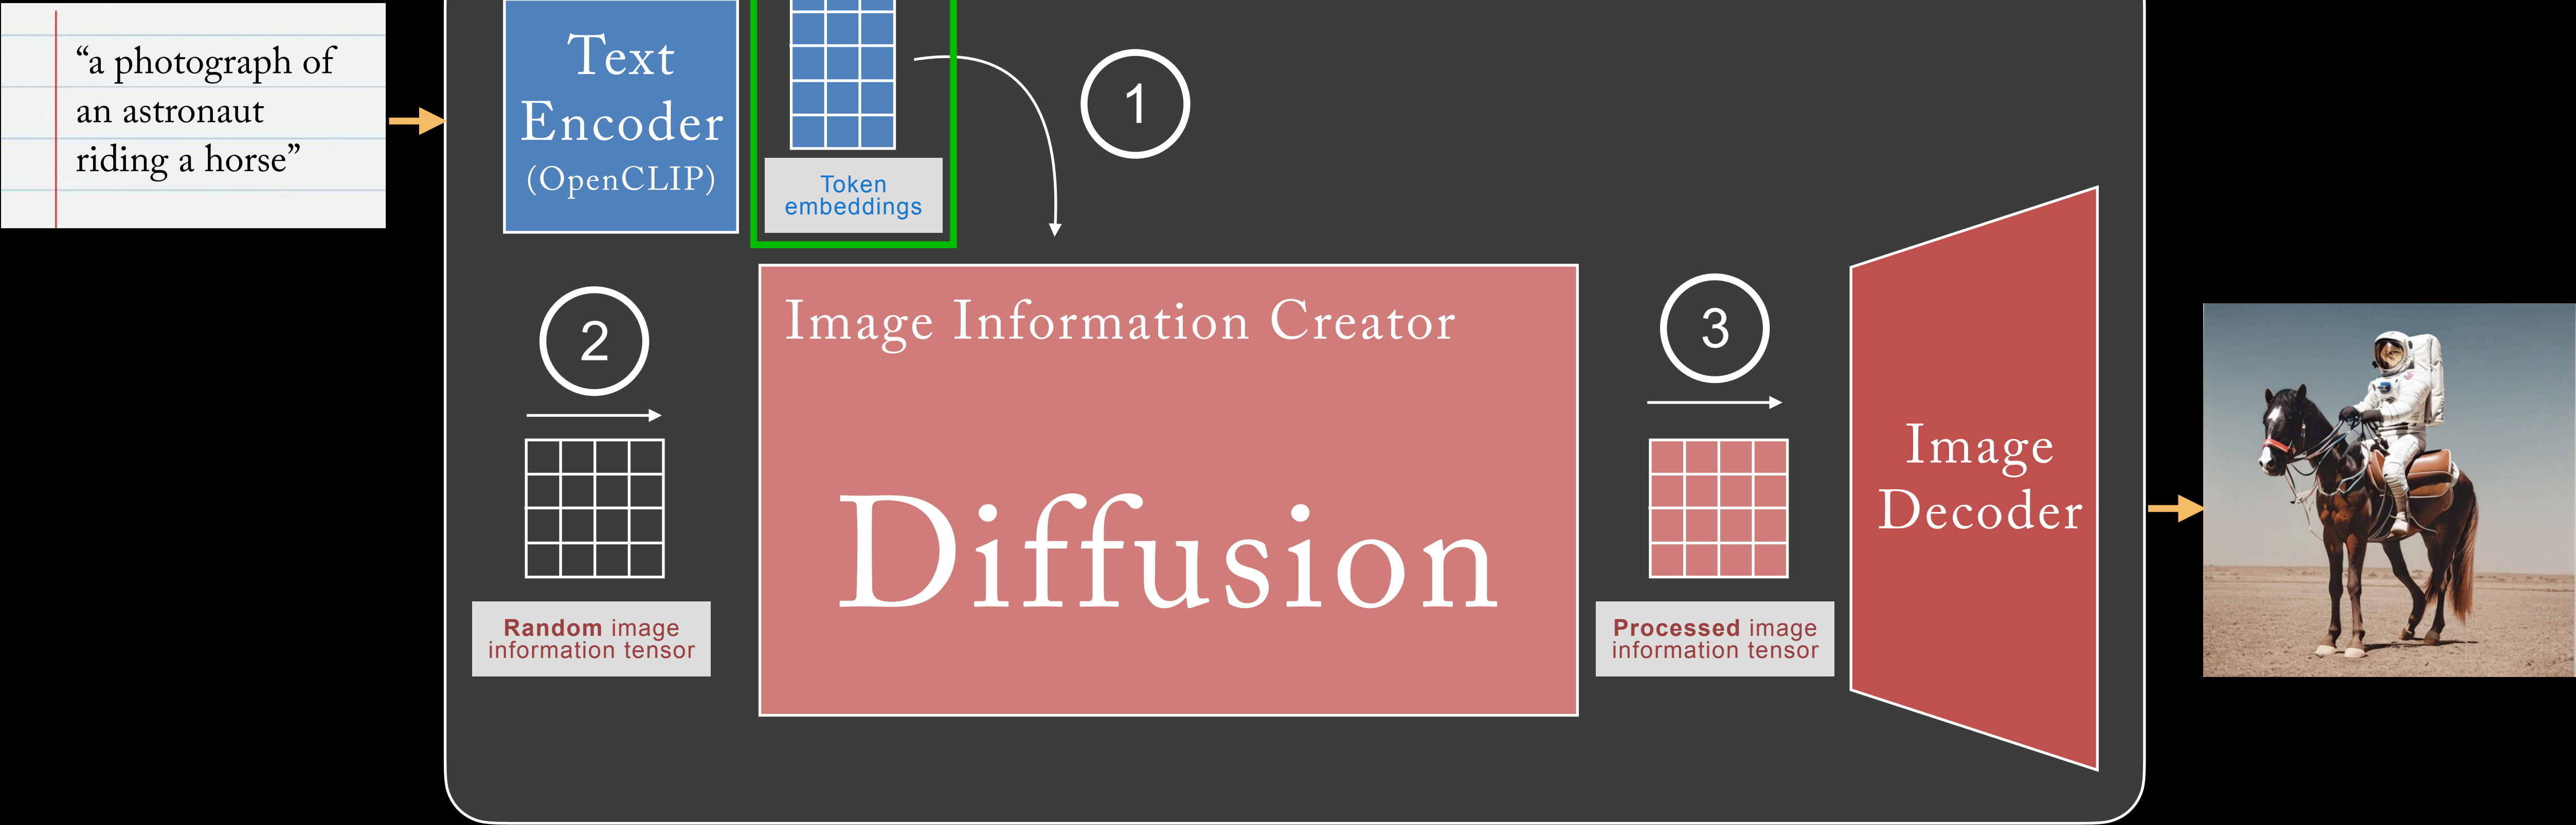 “a photograph of
an astronaut
riding a horse”
Text
Encoder
(OpenCLIP)
Token
embeddings
1
2
Image Information Creator
Diffusion
Random image
information tensor
3
Processed image
information tensor
Image
Decoder